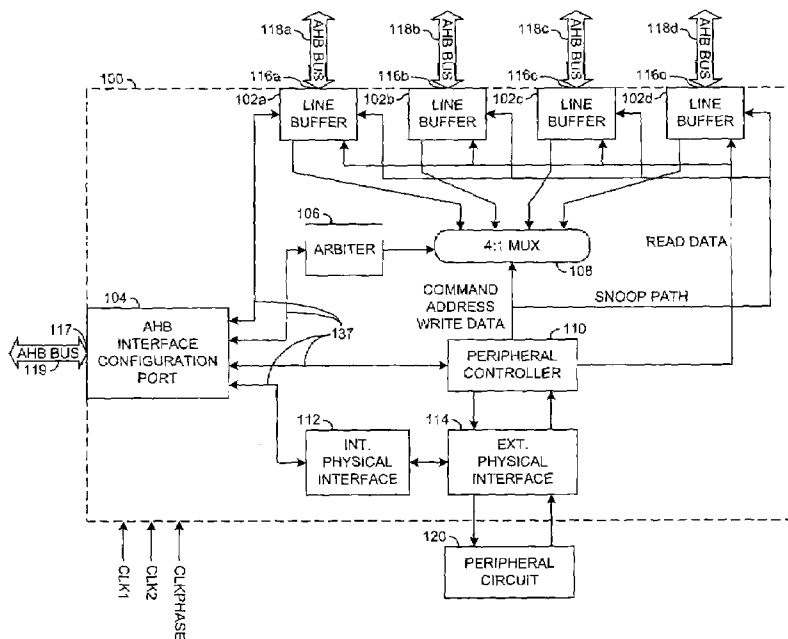 118a
AHB BUS
118b
AHB BUS
118c
AHB BUS
118d
AHB BUS
100
116a
116b
116c
116d
102a
102b
102c
102d
LINE
BUFFER
LINE
BUFFER
LINE
BUFFER
LINE
BUFFER
106
ARBITER
4:1 MUX
108
READ DATA
COMMAND
ADDRESS
WRITE DATA
SNOOP PATH
104
117
AHB
INTERFACE
CONFIGURATION
PORT
AHB BUS
119
137
110
PERIPHERAL
CONTROLLER
112
INT.
PHYSICAL
INTERFACE
114
EXT.
PHYSICAL
INTERFACE
120
PERIPHERAL
CIRCUIT
CLK1
CLK2
CLKPHASE